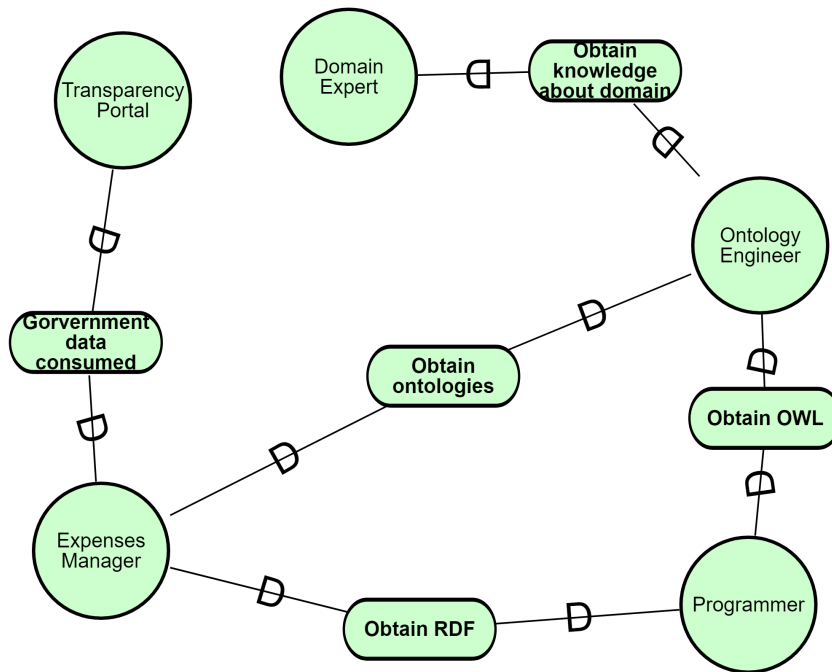 Transparency
Portal
Domain
Expert
Obtain
knowledge
about domain
Ontology
Engineer
Gorvernment
data
consumed
Obtain
ontologies
Obtain OWL
Expenses
Manager
Obtain RDF
Programmer